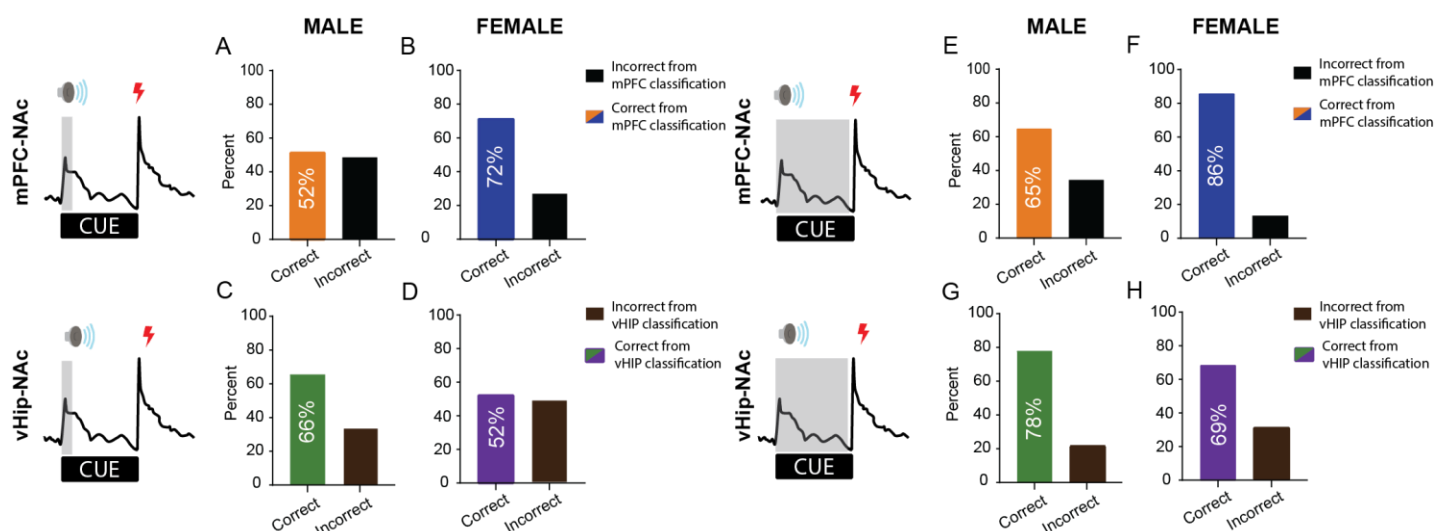 MALE
FEMALE
MALE
FEMALE
A
B
E
F
mPFC-NAc
CUE
Percent
100
80
60
40
20
0
52%
Correct
Incorrect
100
80
60
40
20
0
72%
Correct
Incorrect
Incorrect from
mPFC classification
Correct from
mPFC classification
mPFC-NAc
CUE
Percent
100
80
60
40
20
0
65%
Correct
Incorrect
100
80
60
40
20
0
86%
Correct
Incorrect
Incorrect from
mPFC classification
Correct from
mPFC classification
C
D
G
H
vHip-NAc
CUE
Percent
100
80
60
40
20
0
66%
Correct
Incorrect
100
80
60
40
20
0
52%
Correct
Incorrect
Incorrect from
vHIP classification
Correct from
vHIP classification
vHip-NAc
CUE
Percent
100
80
60
40
20
0
78%
Correct
Incorrect
100
80
60
40
20
0
69%
Correct
Incorrect
Incorrect from
vHIP classification
Correct from
vHIP classification